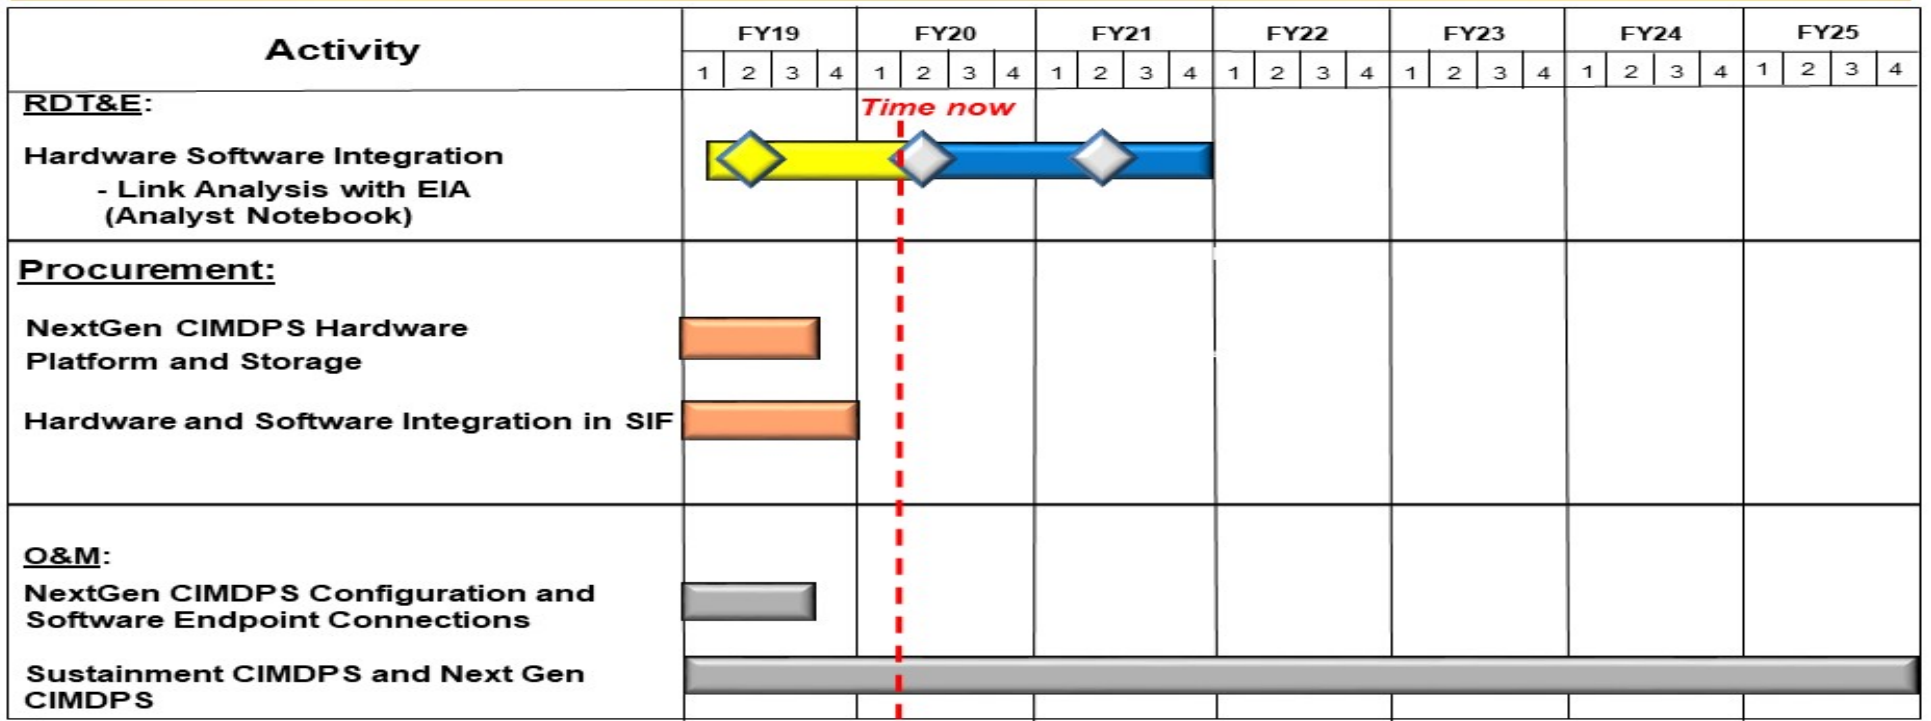 Activity
FY19 FY20 FY21 FY22 FY23 FY24 FY25
1 2 3 4 1 2 3 4 1 2 3 4 1 2 3 4 1 2 3 4 1 2 3 4 1 2 3 4
RDT&E:
Time now
Hardware Software Integration
- Link Analysis with EIA
(Analyst Notebook)
Procurement:
NextGen CIMDPS Hardware
Platform and Storage
Hardware and Software Integration in SIF
O&M:
NextGen CIMDPS Configuration and
Software Endpoint Connections
Sustainment CIMDPS and Next Gen
CIMDPS